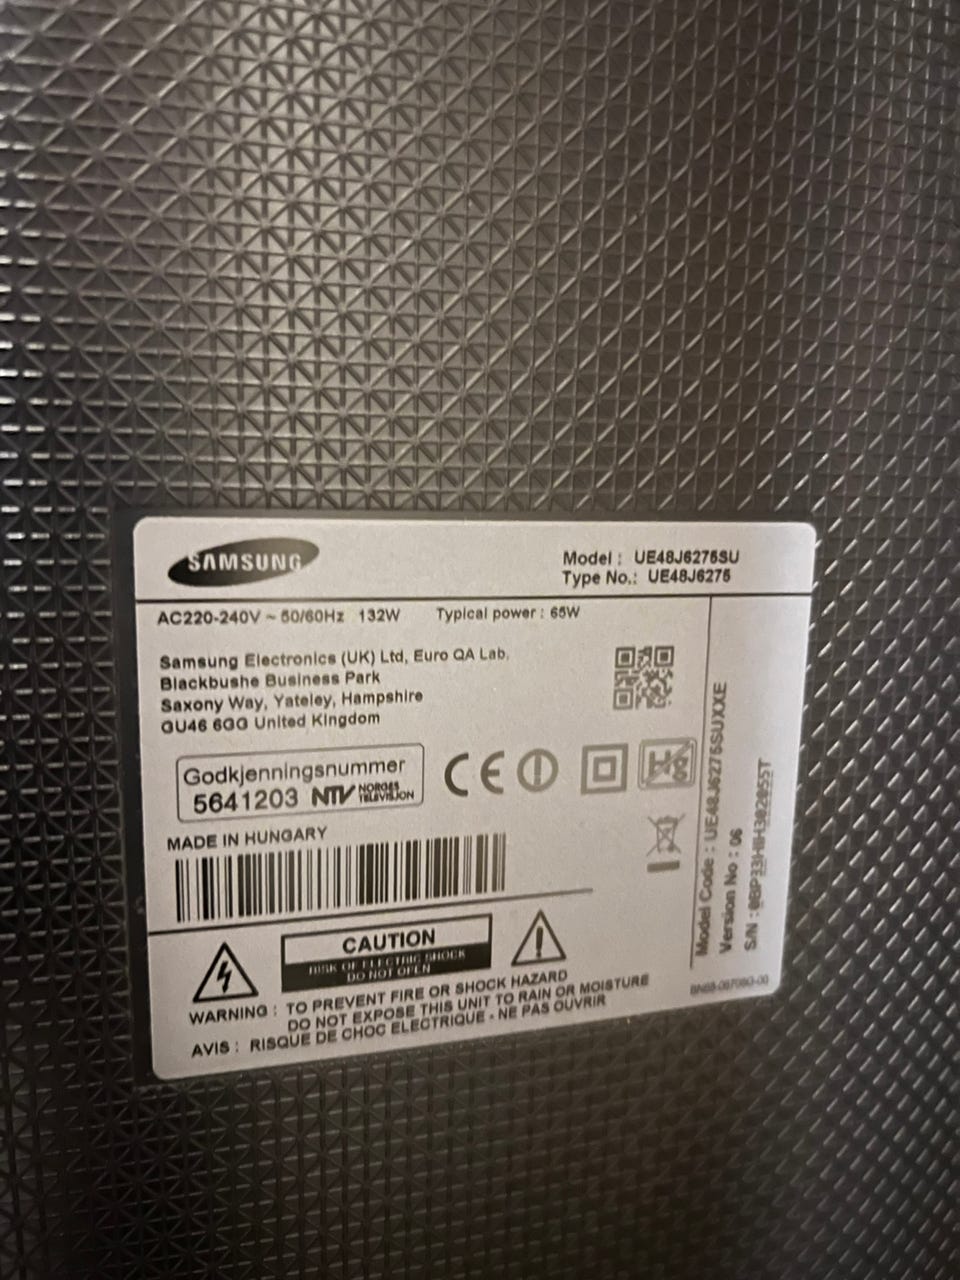 SAMSUNG
Model : UE48J6275SU
Type No.: UE48J6275
AC220-240V ~ 50/60Hz 132W Typical power : 65W
Samsung Electronics (UK) Ltd, Euro QA Lab.
Blackbushe Business Park
Saxony Way, Yateley, Hampshire
GU46 6GG United Kingdom
Godkjenningsnummer
5641203 NTV NORGES TELEVISJON
CE
MADE IN HUNGARY
CAUTION
RISK OF ELECTRIC SHOCK
DO NOT OPEN
WARNING : TO PREVENT FIRE OR SHOCK HAZARD
DO NOT EXPOSE THIS UNIT TO RAIN OR MOISTURE
AVIS : RISQUE DE CHOC ELECTRIQUE - NE PAS OUVRIR
Model Code : UE48J6275SUXXE
Version No : 06
S/N :